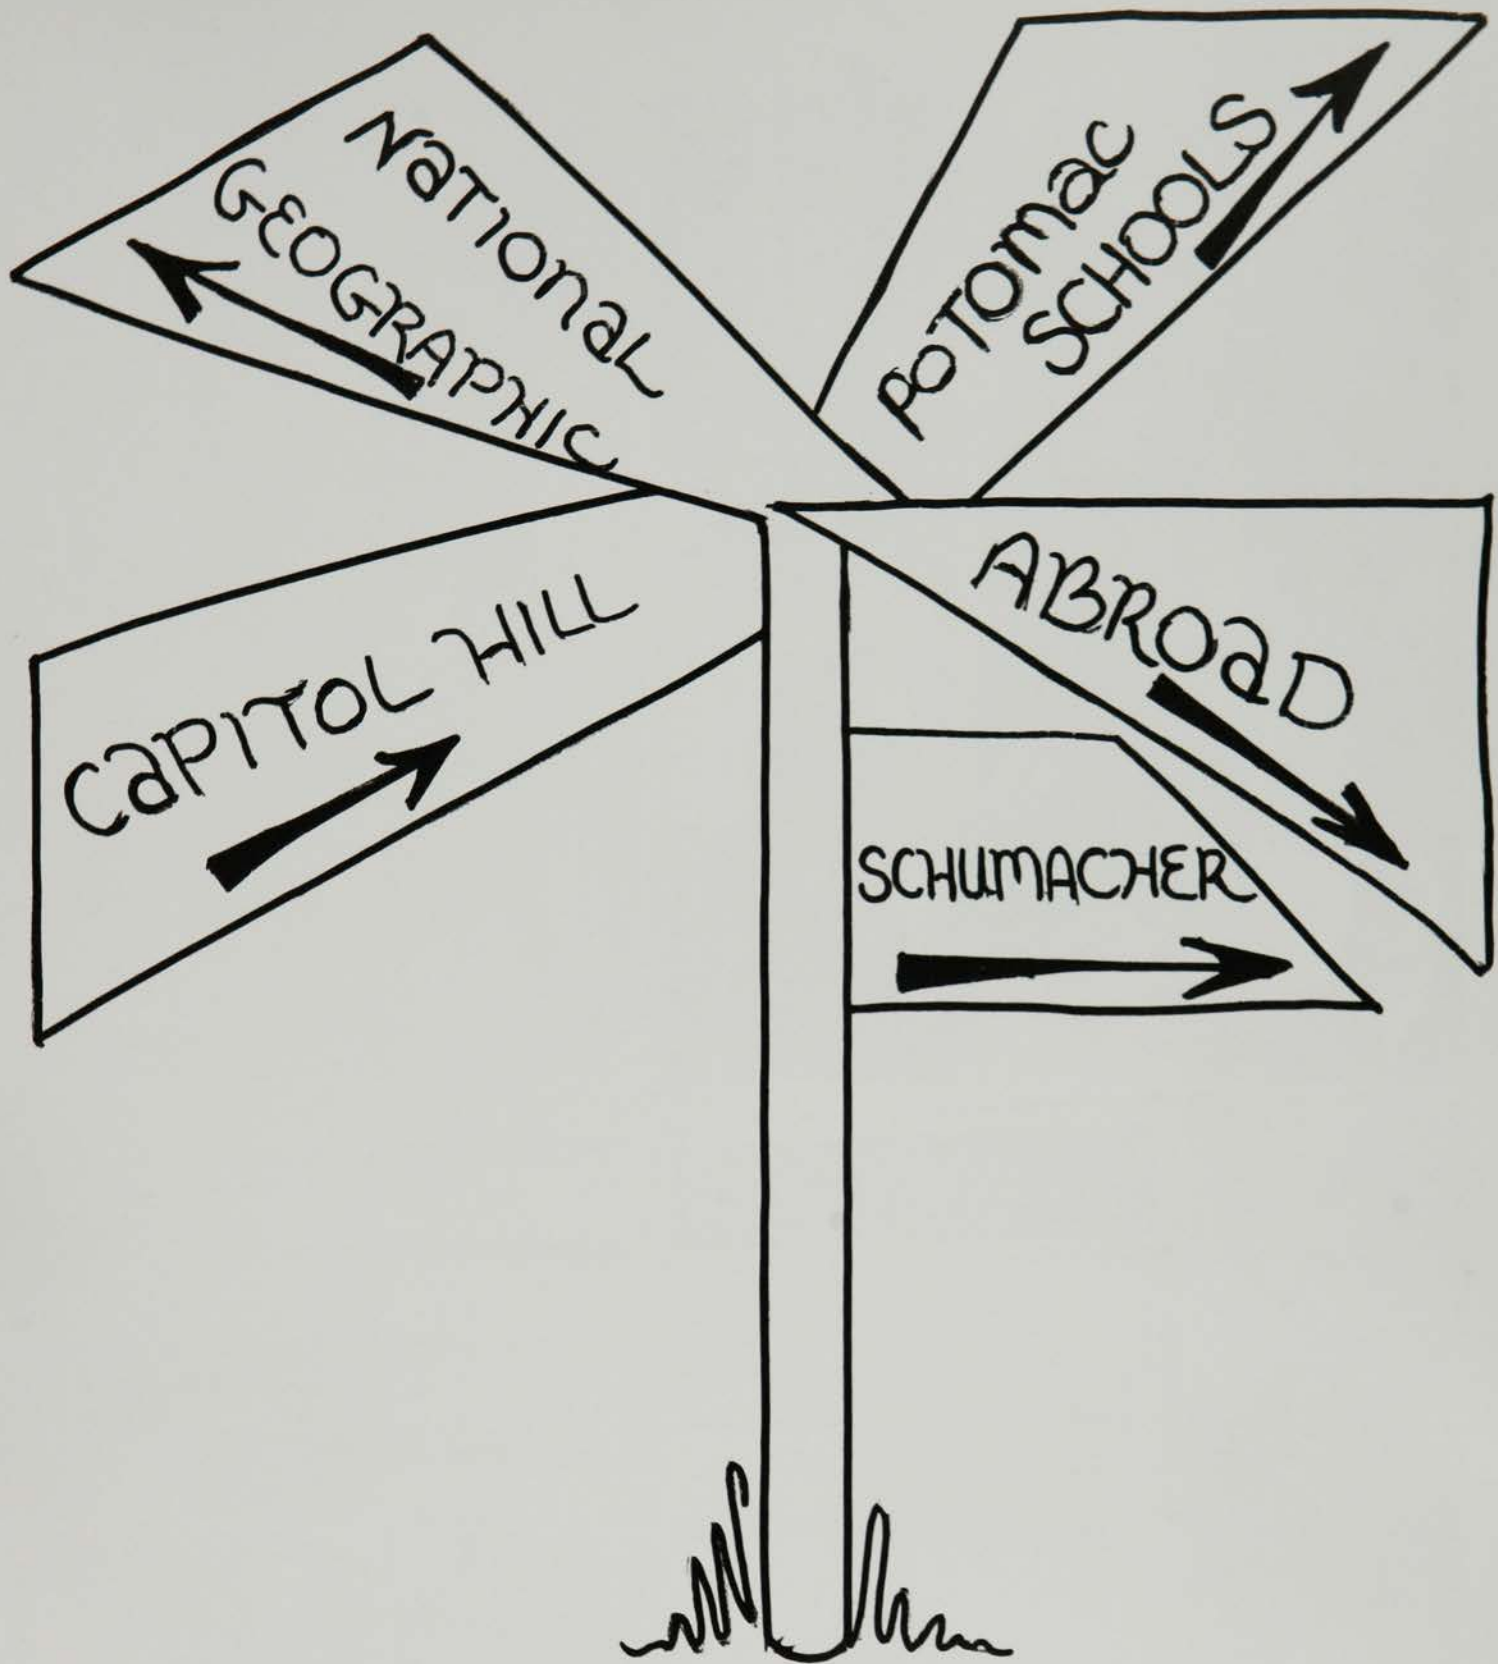 NaTIONaL
GEOGRAPHIC
POTOMaC
SCHOOLS
CaPITOL HILL
ABROaD
SCHUMACHER